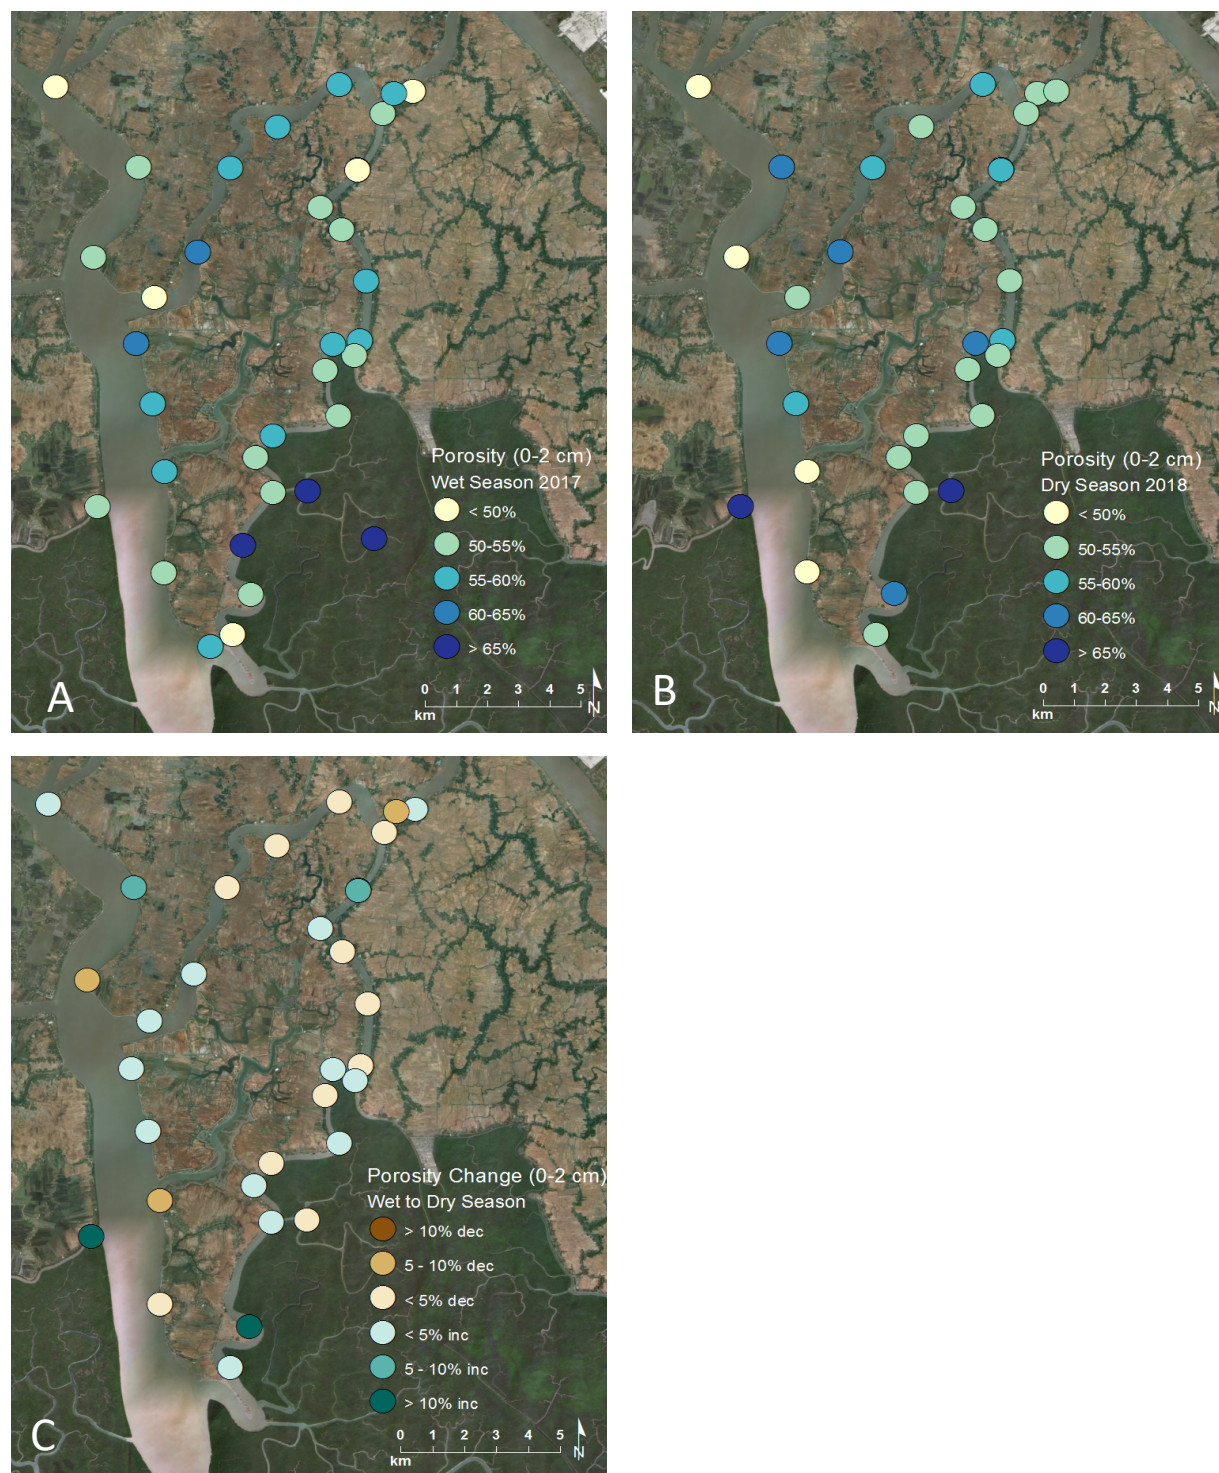 Porosity (0-2 cm)
Wet Season 2017
< 50%
50-55%
55-60%
60-65%
> 65%
0 1 2 3 4 5
km
N
A
Porosity (0-2 cm)
Dry Season 2018
< 50%
50-55%
55-60%
60-65%
> 65%
0 1 2 3 4 5
km
N
B
Porosity Change (0-2 cm)
Wet to Dry Season
> 10% dec
5 - 10% dec
< 5% dec
< 5% inc
5 - 10% inc
> 10% inc
0 1 2 3 4 5
km
N
C